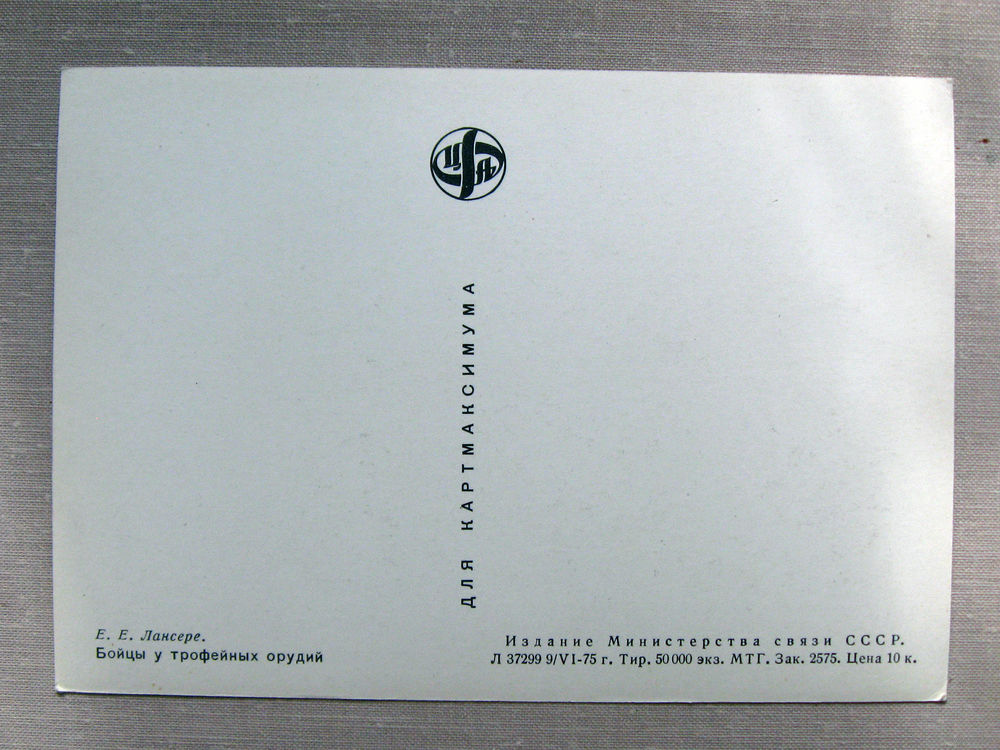 ЦФА
ДЛЯ КАРТМАКСИМУМА
Е. Е. Лансере.
Бойцы у трофейных орудий
Издание Министерства связи СССР.
Л 37299 9/VI-75 г. Тир. 50 000 экз. МТГ. Зак. 2575. Цена 10 к.